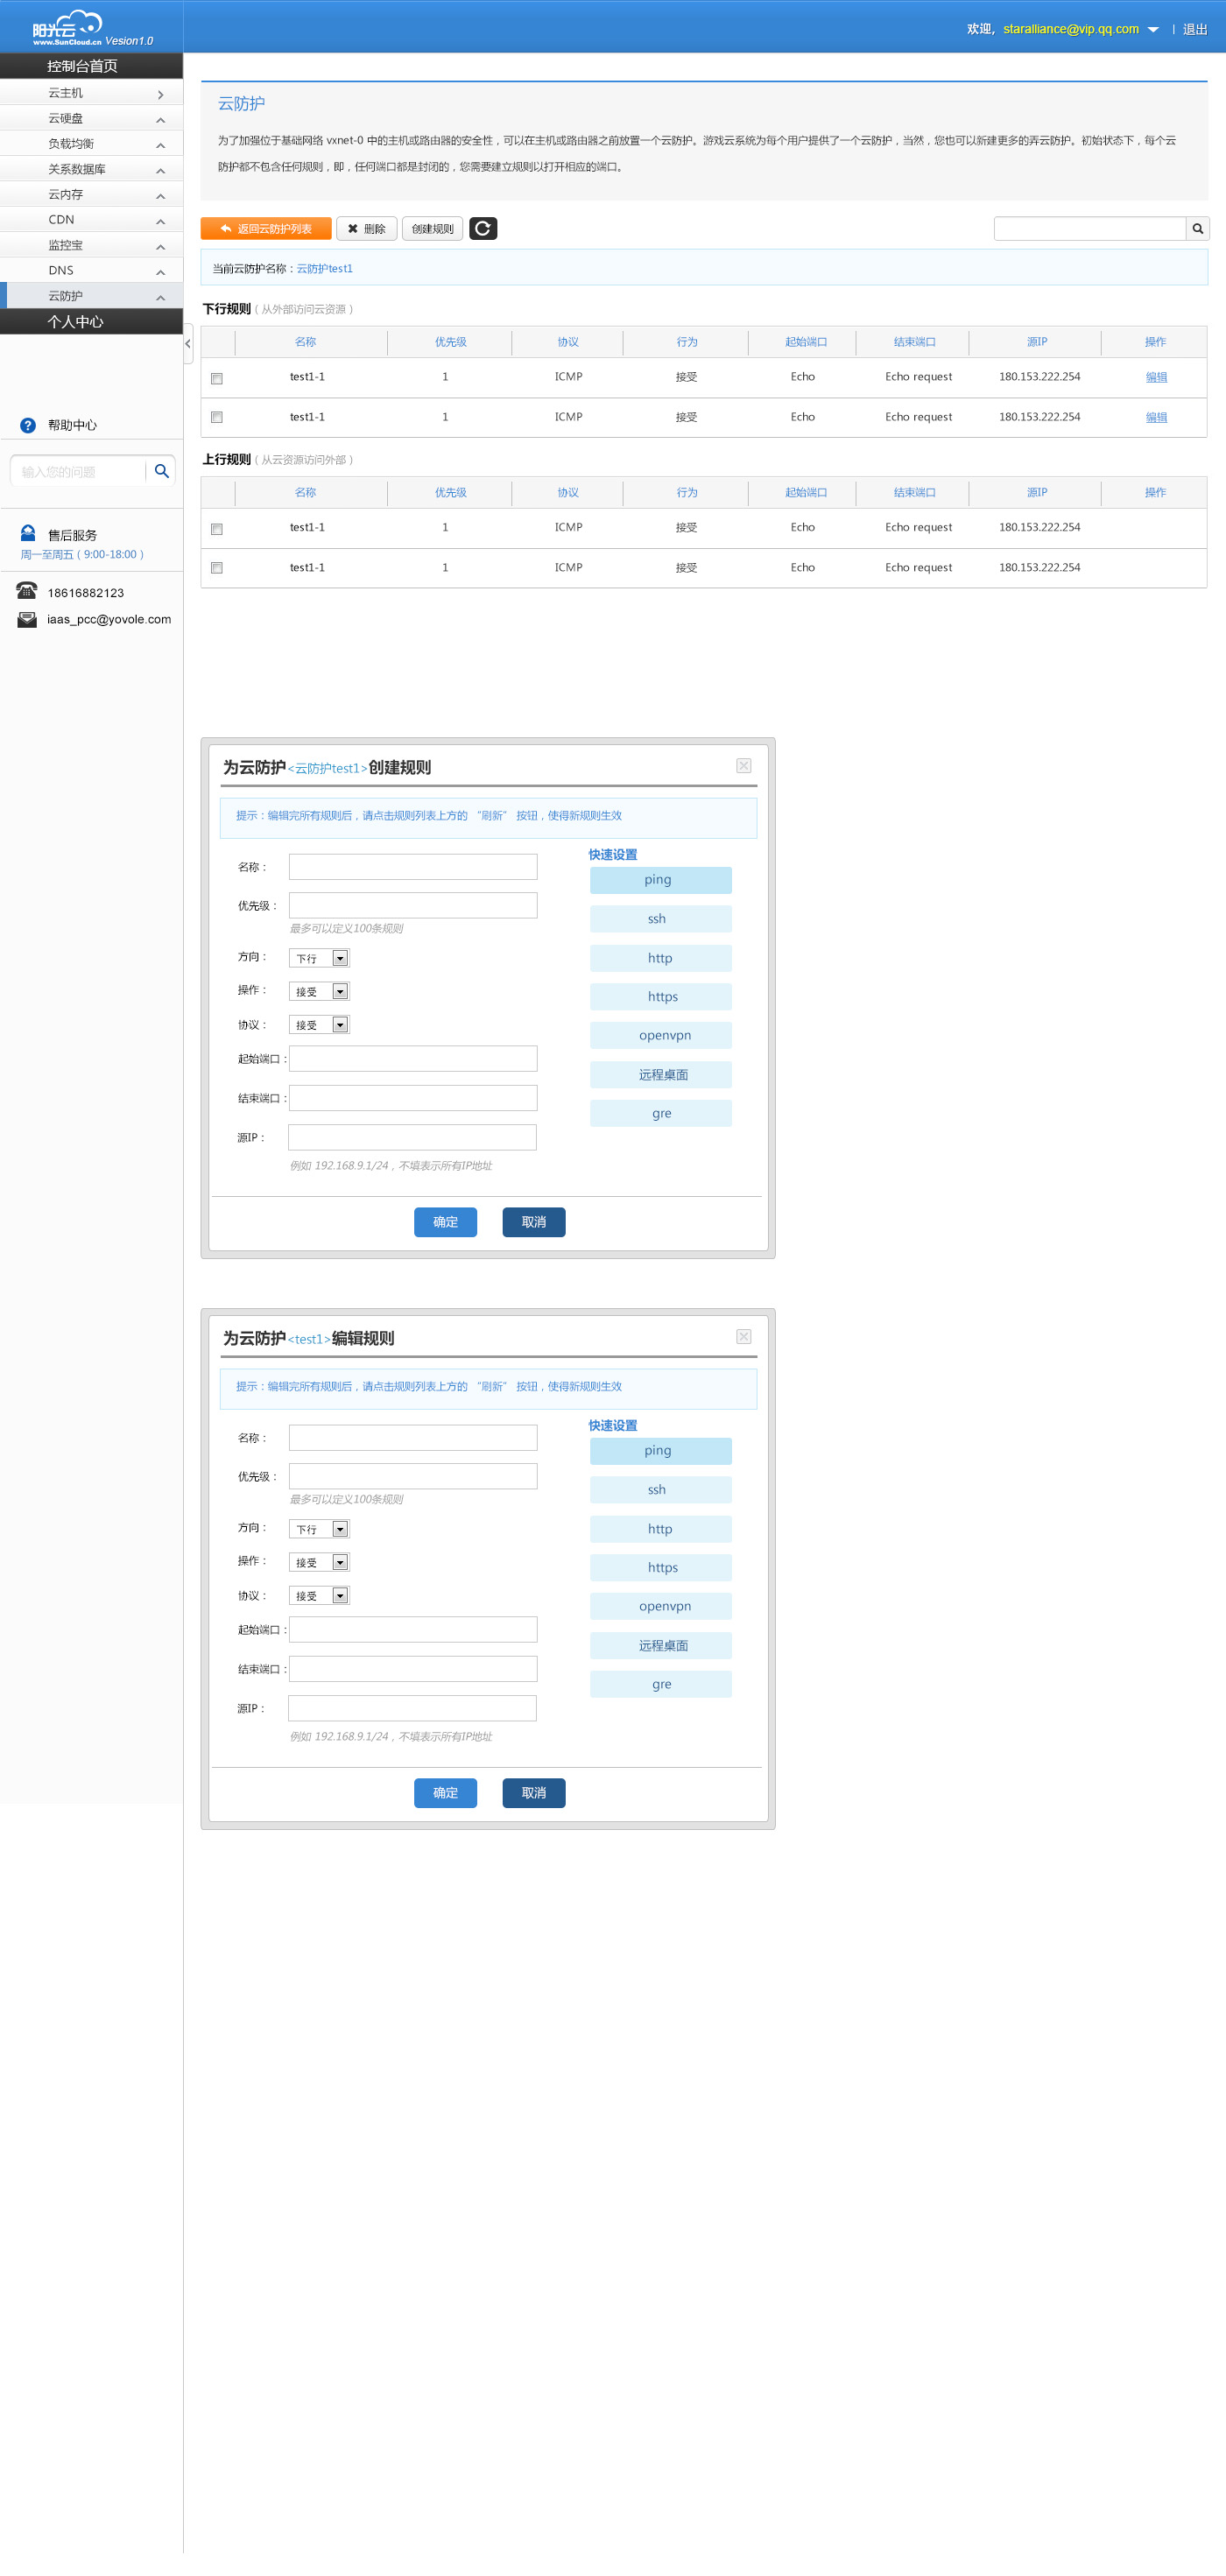 阳光云
www.SunCloud.cn Vesion1.0
欢迎, staralliance@vip.qq.com | 退出
控制台首页
云主机
云硬盘
负载均衡
关系数据库
云内存
CDN
监控宝
DNS
云防护
个人中心
帮助中心
输入您的问题
售后服务
周一至周五（9:00-18:00）
18616882123
iaas_pcc@yovole.com
云防护
为了加强位于基础网络 vxnet-0 中的主机或路由器的安全性，可以在主机或路由器之前放置一个云防护。游戏云系统为每个用户提供了一个云防护，当然，您也可以新建更多的弄云防护。初始状态下，每个云
防护都不包含任何规则，即，任何端口都是封闭的，您需要建立规则以打开相应的端口。
返回云防护列表 删除 创建规则
当前云防护名称：云防护test1
下行规则（从外部访问云资源）
名称 优先级 协议 行为 起始端口 结束端口 源IP 操作
test1-1 1 ICMP 接受 Echo Echo request 180.153.222.254 编辑
test1-1 1 ICMP 接受 Echo Echo request 180.153.222.254 编辑
上行规则（从云资源访问外部）
名称 优先级 协议 行为 起始端口 结束端口 源IP 操作
test1-1 1 ICMP 接受 Echo Echo request 180.153.222.254
test1-1 1 ICMP 接受 Echo Echo request 180.153.222.254
为云防护<云防护test1>创建规则
提示：编辑完所有规则后，请点击规则列表上方的 “刷新” 按钮，使得新规则生效
名称：
优先级：
最多可以定义100条规则
方向： 下行
操作： 接受
协议： 接受
起始端口：
结束端口：
源IP：
例如 192.168.9.1/24，不填表示所有IP地址
快速设置
ping
ssh
http
https
openvpn
远程桌面
gre
确定 取消
为云防护<test1>编辑规则
提示：编辑完所有规则后，请点击规则列表上方的 “刷新” 按钮，使得新规则生效
名称：
优先级：
最多可以定义100条规则
方向： 下行
操作： 接受
协议： 接受
起始端口：
结束端口：
源IP：
例如 192.168.9.1/24，不填表示所有IP地址
快速设置
ping
ssh
http
https
openvpn
远程桌面
gre
确定 取消